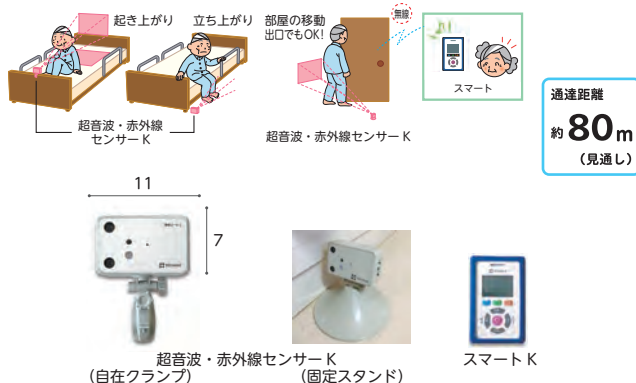 起き上がり
立ち上がり
部屋の移動
出口でもOK!
無線
スマート
超音波・赤外線
センサーK
超音波・赤外線センサーK
通達距離
約80m
（見通し）
11
7
超音波・赤外線センサーK
（自在クランプ）
（固定スタンド）
スマートK